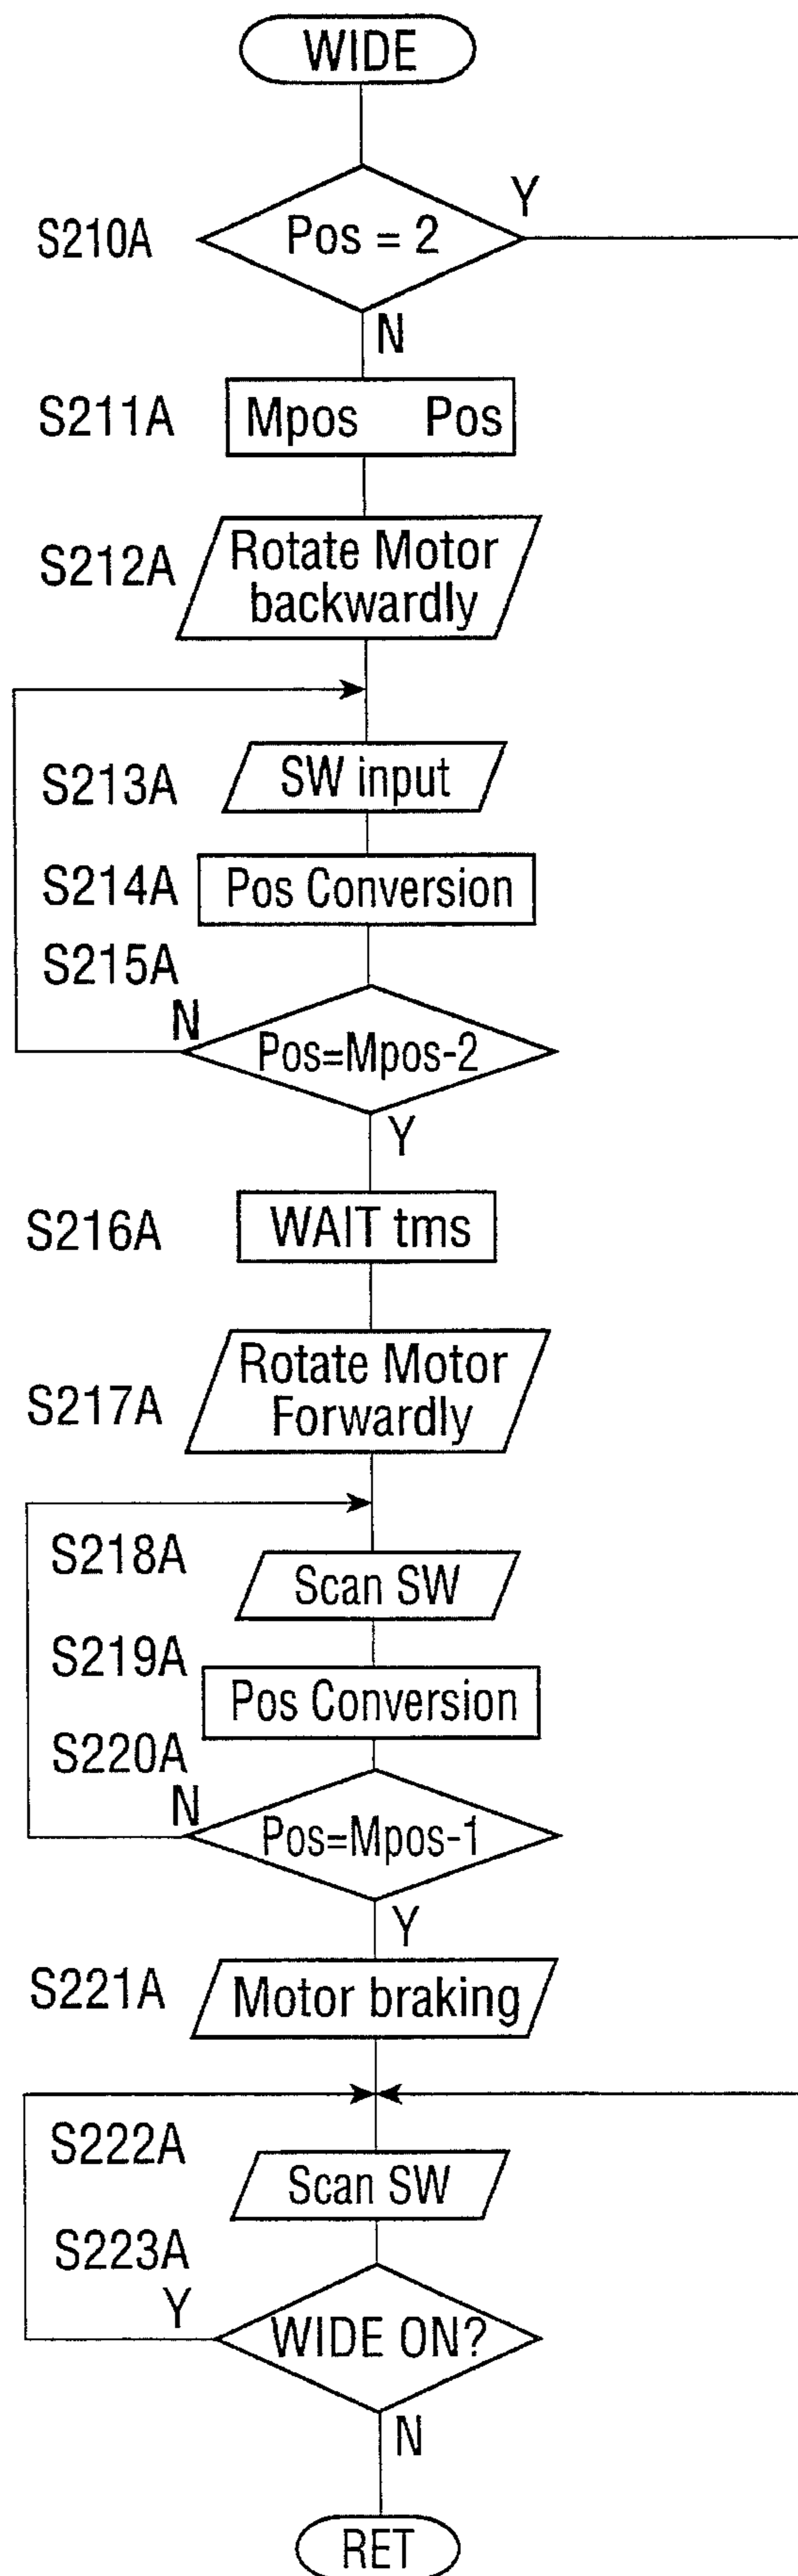 WIDE
Y
S210A
Pos = 2
N
S211A
Mpos Pos
S212A
Rotate Motor
backwardly
S213A
SW input
S214A
Pos Conversion
S215A
N
Pos=Mpos-2
Y
S216A
WAIT tms
S217A
Rotate Motor
Forwardly
S218A
Scan SW
S219A
Pos Conversion
S220A
N
Pos=Mpos-1
Y
S221A
Motor braking
S222A
Scan SW
S223A
Y
WIDE ON?
N
RET